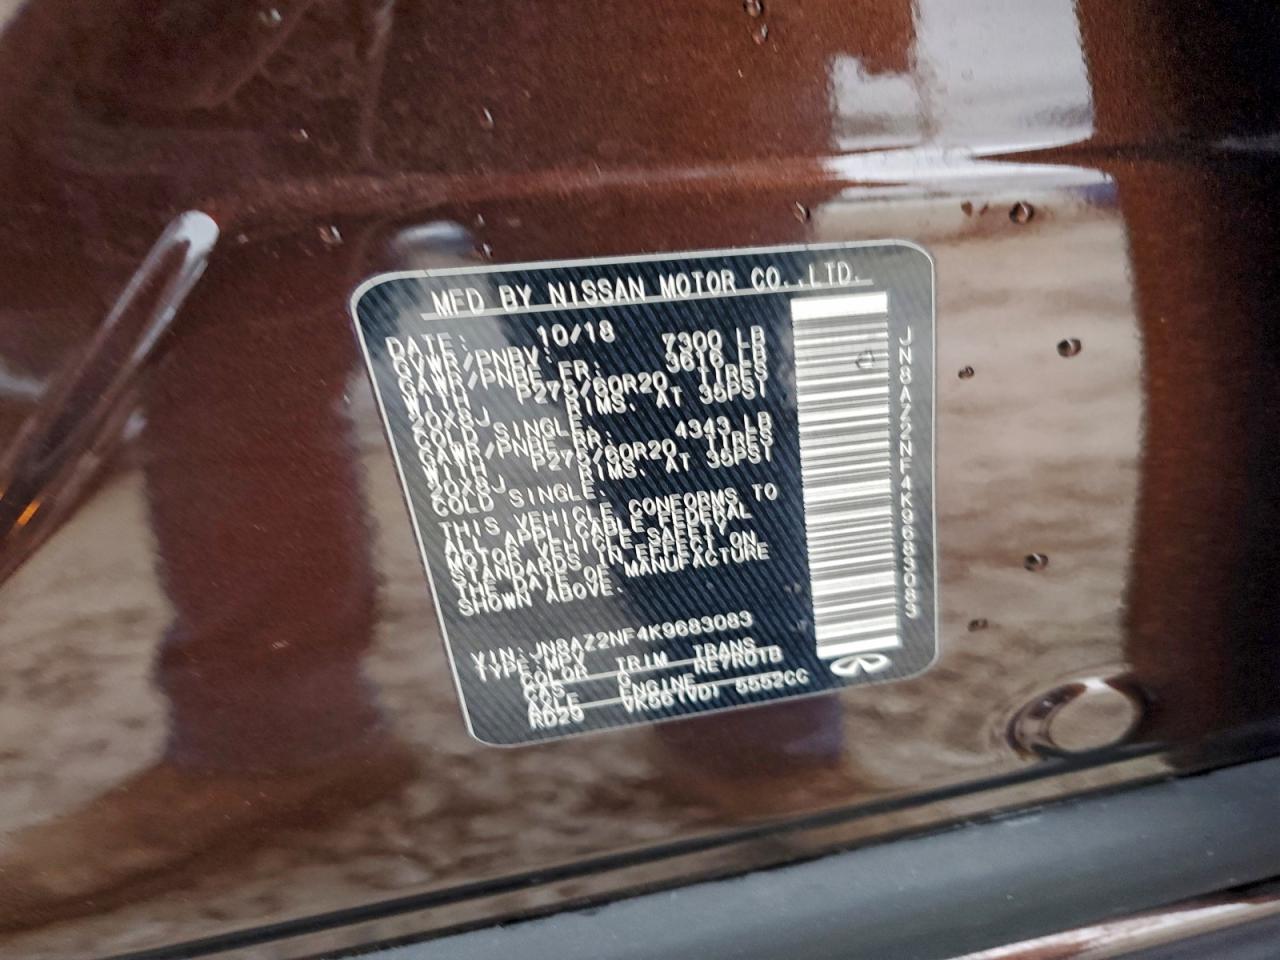 MFD BY NISSAN MOTOR CO.,LTD.
DATE: 10/18
GVWR/PNBV: 7300 LB
GAWR/PNBE FR: 3616 LB
WITH P275/60R20 TIRES
20X8J RIMS. AT 35PSI
COLD SINGLE.
GAWR/PNBE RR: 4343 LB
WITH P275/60R20 TIRES
20X8J RIMS. AT 35PSI
COLD SINGLE.
THIS VEHICLE CONFORMS TO
ALL APPLICABLE FEDERAL
MOTOR VEHICLE SAFETY
STANDARDS IN EFFECT ON
THE DATE OF MANUFACTURE
SHOWN ABOVE.
VIN: JN8AZ2NF4K9683083
TYPE: MPV
COLOR TRIM TRANS
CAS G RE7R01B
AXLE ENGINE
RD29 VK56(VD) 5552CC
JN8AZ2NF4K9683083